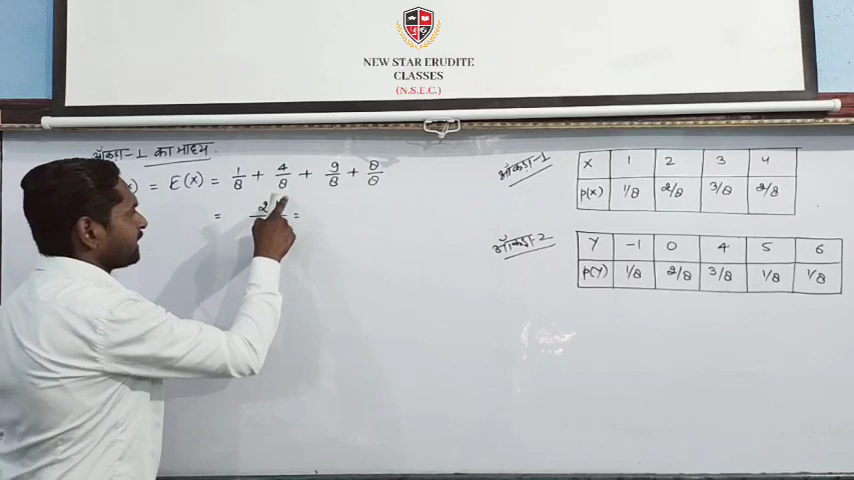 NEW STAR ERUDITE
CLASSES
(N.S.E.C.)
आँकड़ा-1 का माध्य
) = E(X) = 1/8 + 4/8 + 9/8 + 8/8
= 2 =
आँकड़ा-1
X 1 2 3 4
P(X) 1/8 2/8 3/8 2/8
आँकड़ा-2
Y -1 0 4 5 6
P(Y) 1/8 2/8 3/8 1/8 1/8